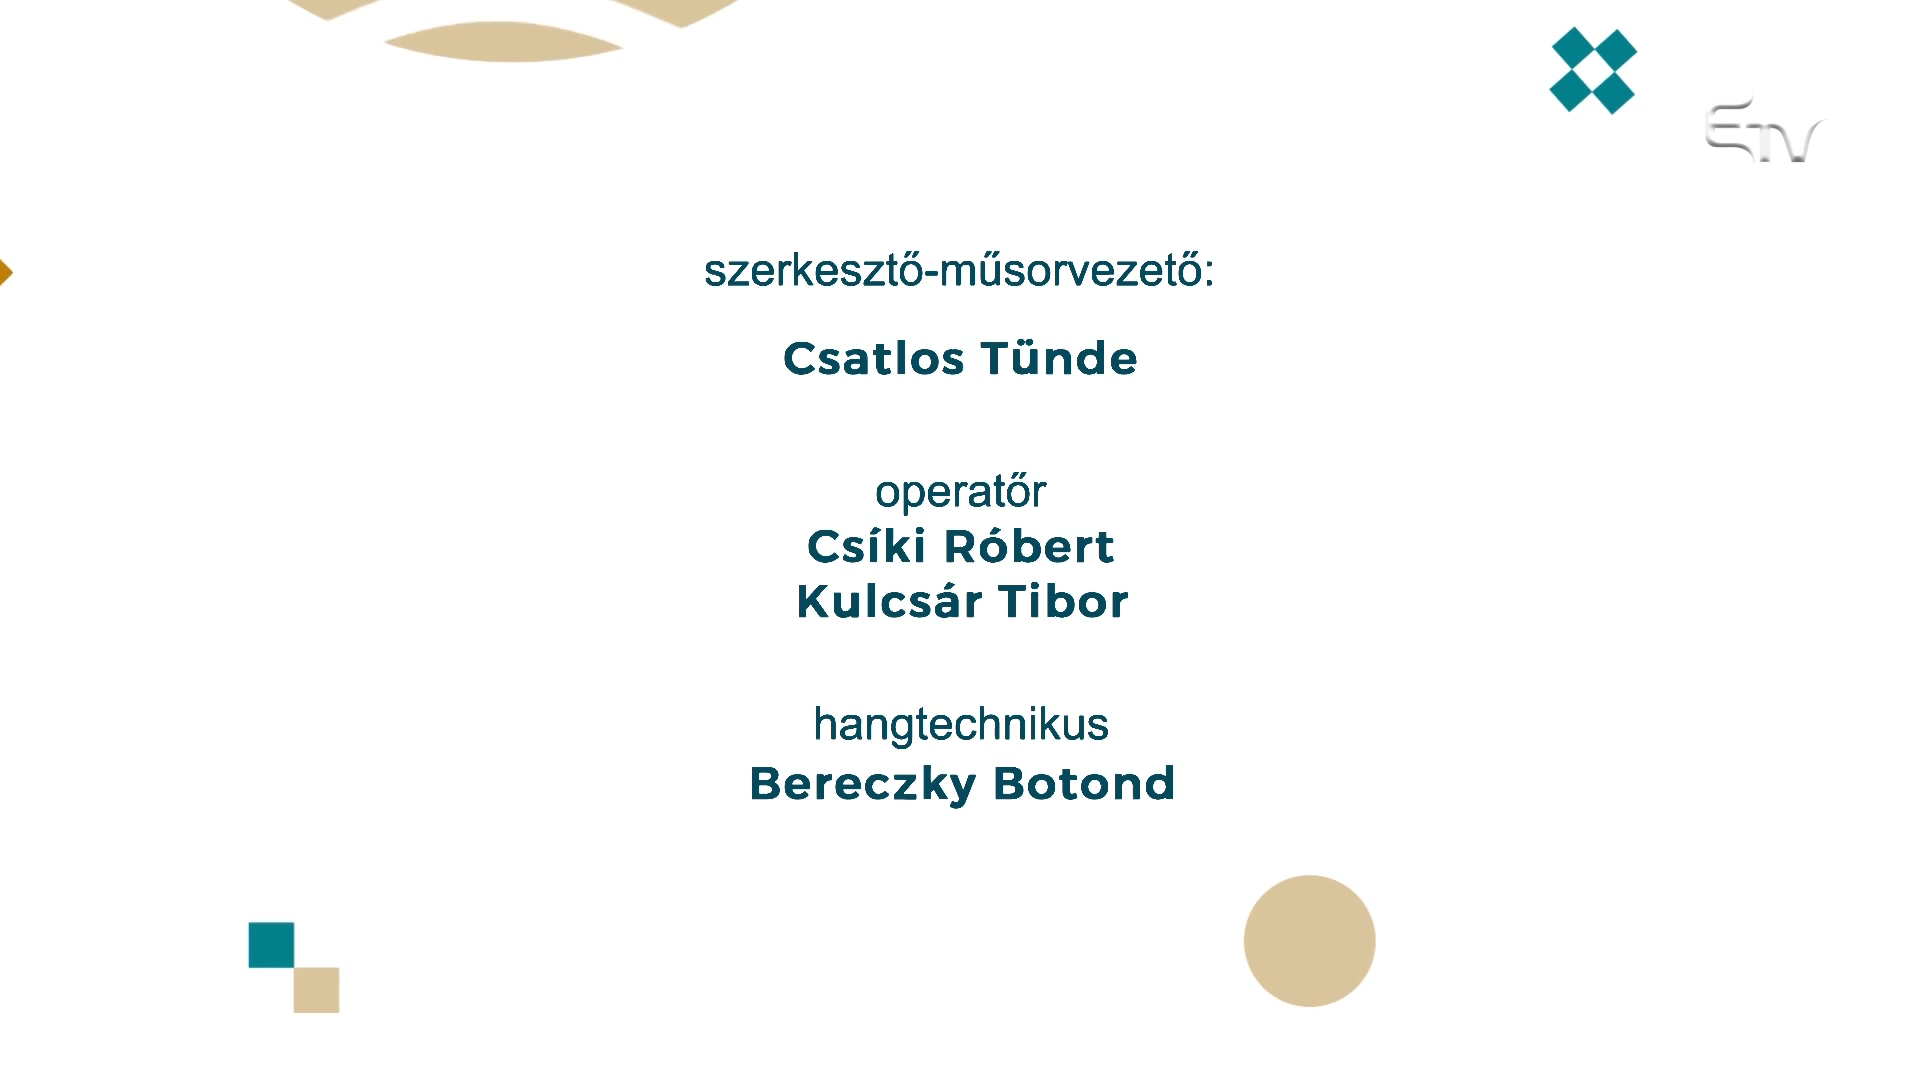 ETV
szerkesztő-műsorvezető:
Csatlos Tünde
operatőr
Csíki Róbert
Kulcsár Tibor
hangtechnikus
Bereczky Botond